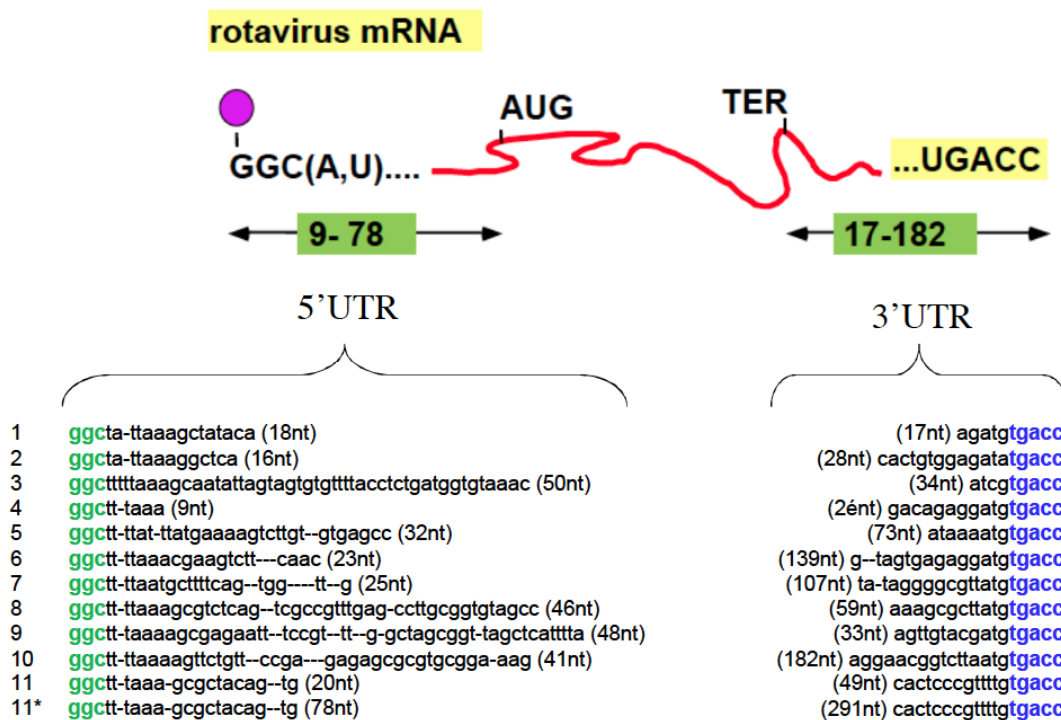 rotavirus mRNA
AUG
TER
GGC(A,U)....
...UGACC
9- 78
17-182
5'UTR
3'UTR
1 ggcta-ttaaagctataca (18nt) (17nt) agatgtgacc
2 ggcta-ttaaaggctca (16nt) (28nt) cactgtggagatatgacc
3 ggctttttaaagcaatattagtagtgtgttttacctctgatggtgtaaac (50nt) (34nt) atcgtgacc
4 ggctt-taaa (9nt) (2ént) gacagaggatgtgacc
5 ggctt-ttat-ttatgaaaagtcttgt--gtgagcc (32nt) (73nt) ataaaatgtgacc
6 ggctt-ttaaacgaagtctt---caac (23nt) (139nt) g--tagtgagaggatgtgacc
7 ggctt-ttaatgcttttcag--tgg----tt--g (25nt) (107nt) ta-taggggcgttatgtgacc
8 ggctt-ttaaagcgtctcag--tcgccgtttgag-ccttgcggtgtagcc (46nt) (59nt) aaagcgcttatgtgacc
9 ggctt-taaaagcgagaatt--tccgt--tt--g-gctagcggt-tagctcatttta (48nt) (33nt) agttgtacgatgtgacc
10 ggctt-ttaaaagttctgtt--ccga---gagagcgcgtgcgga-aag (41nt) (182nt) aggaacggtcttaatgtgacc
11 ggctt-taaa-gcgctacag--tg (20nt) (49nt) cactcccgttttgtgacc
11* ggctt-taaa-gcgctacag--tg (78nt) (291nt) cactcccgttttgtgacc